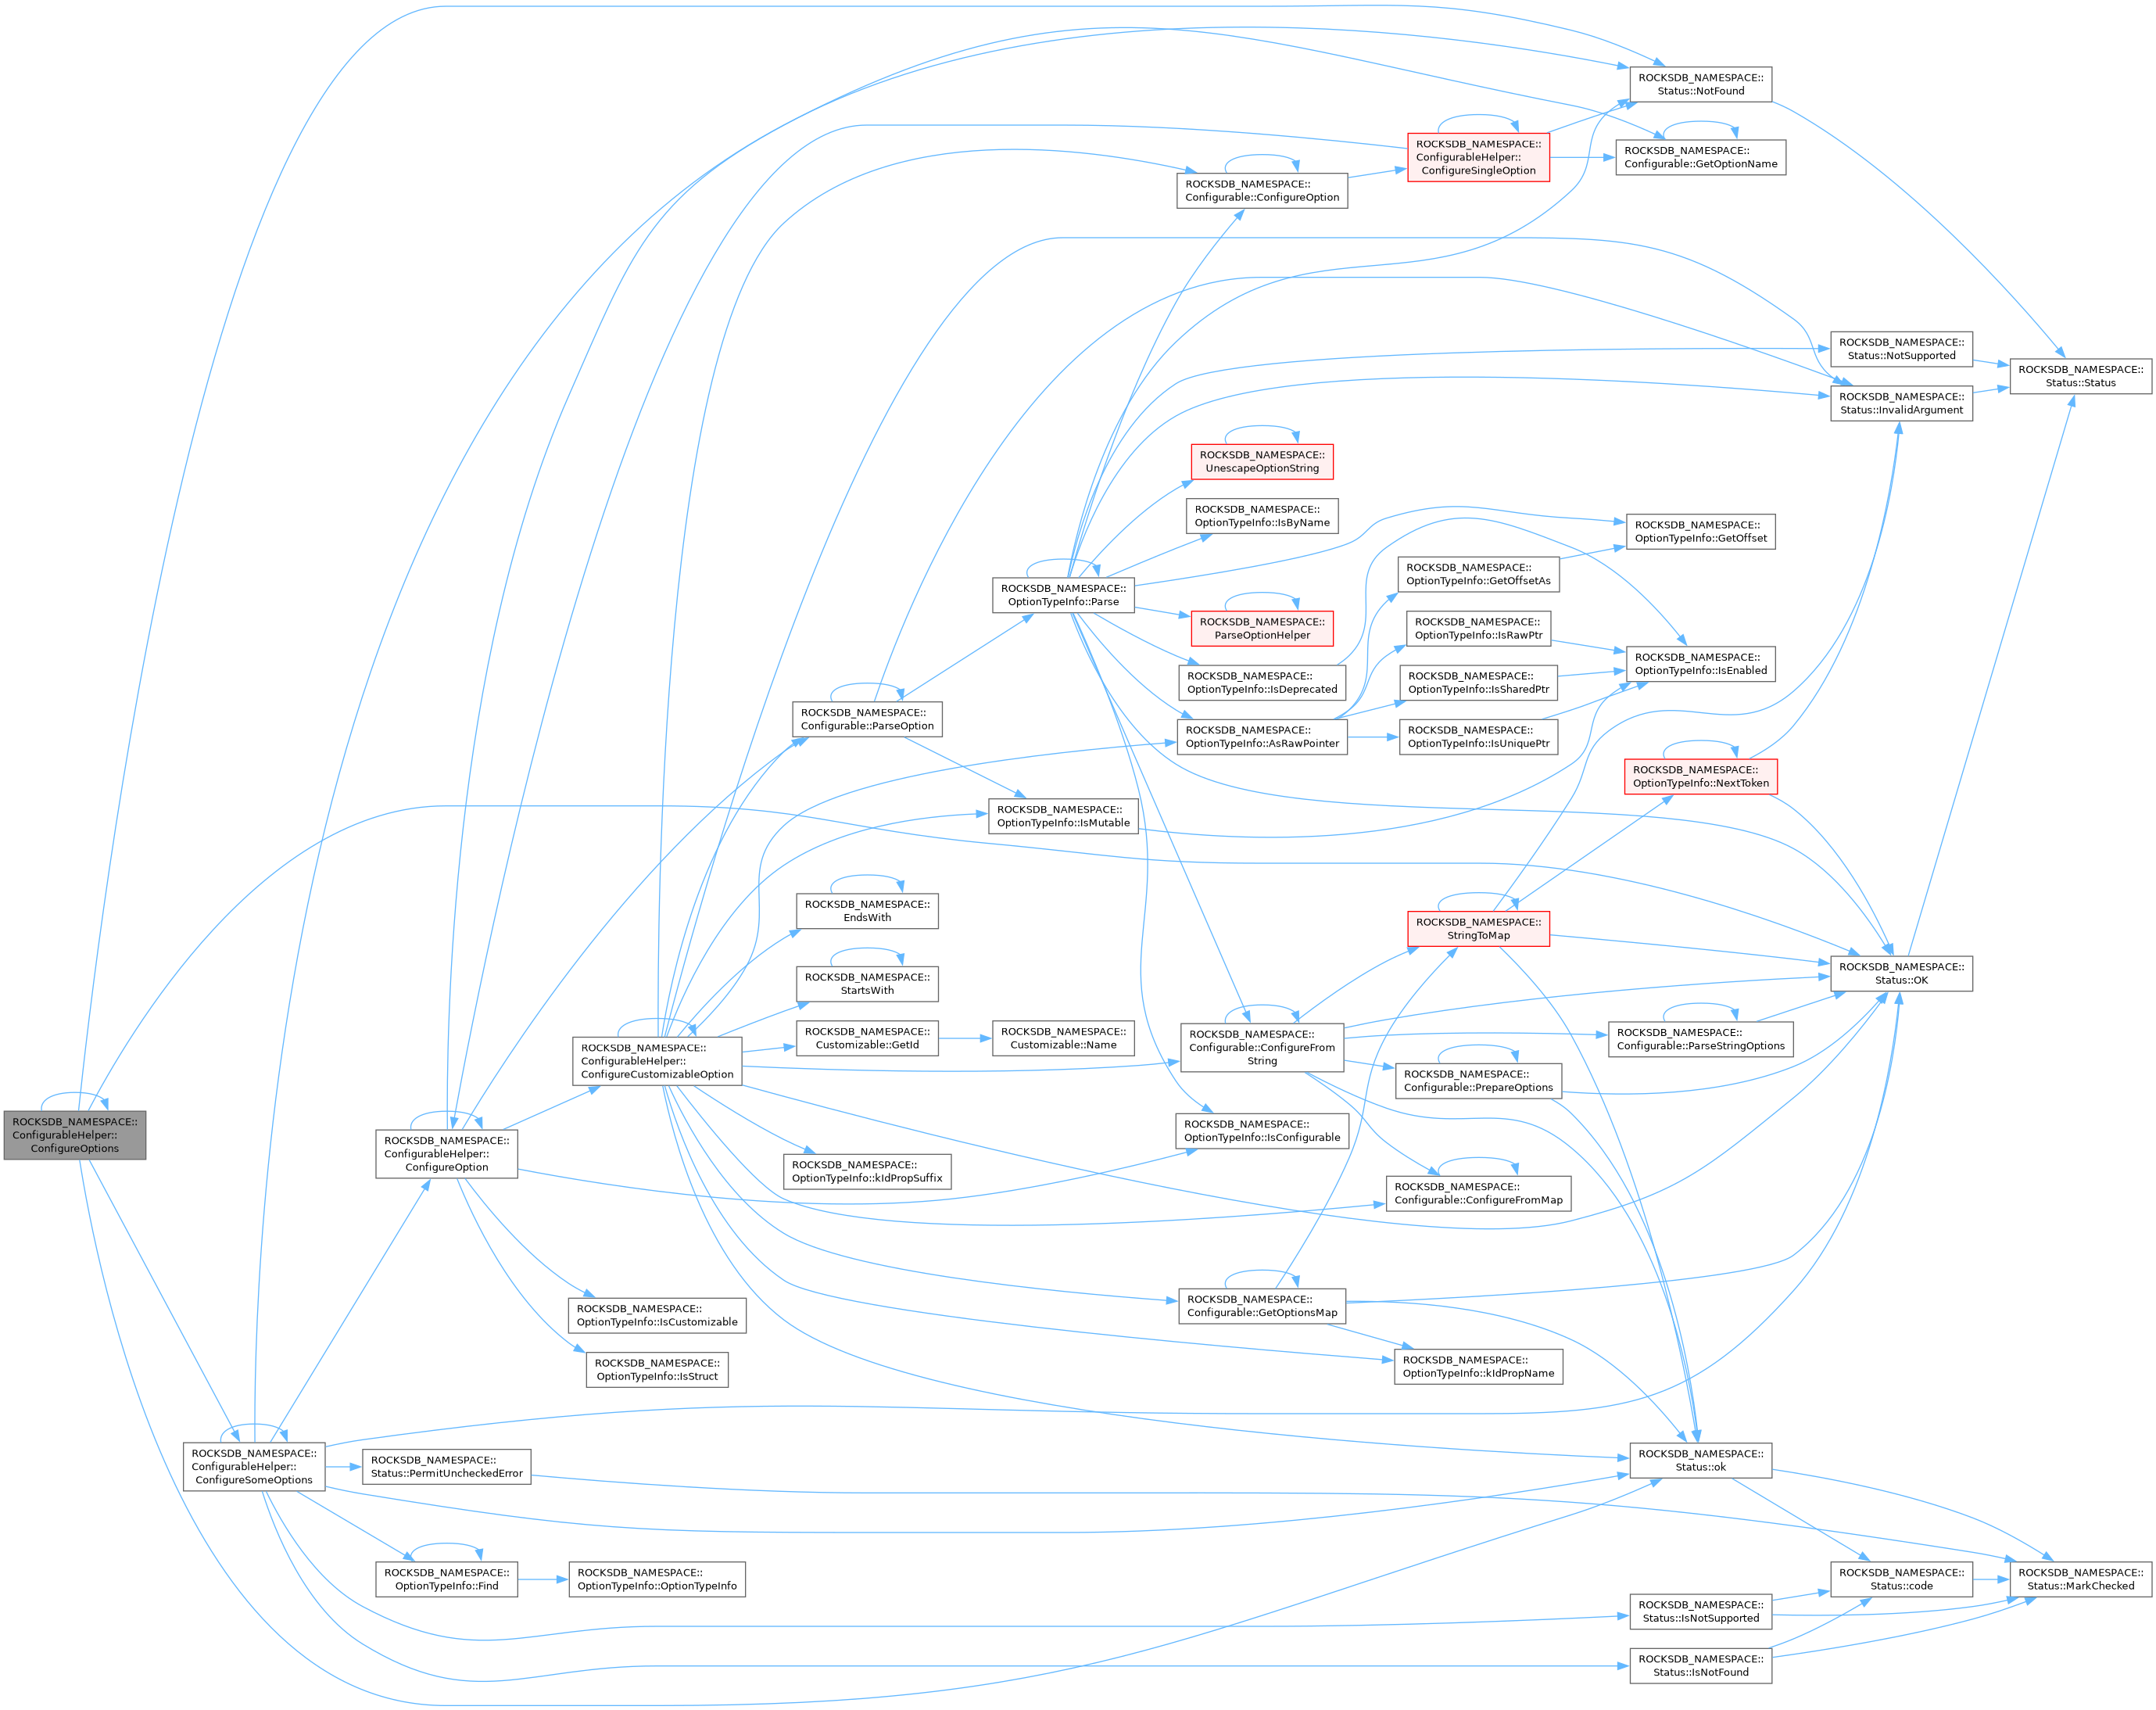 ROCKSDB_NAMESPACE::
Status::NotFound
ROCKSDB_NAMESPACE::
ConfigurableHelper::
ConfigureSingleOption
ROCKSDB_NAMESPACE::
Configurable::GetOptionName
ROCKSDB_NAMESPACE::
Configurable::ConfigureOption
ROCKSDB_NAMESPACE::
Status::NotSupported
ROCKSDB_NAMESPACE::
Status::Status
ROCKSDB_NAMESPACE::
Status::InvalidArgument
ROCKSDB_NAMESPACE::
UnescapeOptionString
ROCKSDB_NAMESPACE::
OptionTypeInfo::IsByName
ROCKSDB_NAMESPACE::
OptionTypeInfo::GetOffset
ROCKSDB_NAMESPACE::
OptionTypeInfo::GetOffsetAs
ROCKSDB_NAMESPACE::
OptionTypeInfo::Parse
ROCKSDB_NAMESPACE::
ParseOptionHelper
ROCKSDB_NAMESPACE::
OptionTypeInfo::IsRawPtr
ROCKSDB_NAMESPACE::
OptionTypeInfo::IsEnabled
ROCKSDB_NAMESPACE::
OptionTypeInfo::IsDeprecated
ROCKSDB_NAMESPACE::
OptionTypeInfo::IsSharedPtr
ROCKSDB_NAMESPACE::
Configurable::ParseOption
ROCKSDB_NAMESPACE::
OptionTypeInfo::AsRawPointer
ROCKSDB_NAMESPACE::
OptionTypeInfo::IsUniquePtr
ROCKSDB_NAMESPACE::
OptionTypeInfo::NextToken
ROCKSDB_NAMESPACE::
OptionTypeInfo::IsMutable
ROCKSDB_NAMESPACE::
EndsWith
ROCKSDB_NAMESPACE::
StringToMap
ROCKSDB_NAMESPACE::
StartsWith
ROCKSDB_NAMESPACE::
Status::OK
ROCKSDB_NAMESPACE::
Customizable::GetId
ROCKSDB_NAMESPACE::
Customizable::Name
ROCKSDB_NAMESPACE::
Configurable::ConfigureFrom
String
ROCKSDB_NAMESPACE::
Configurable::ParseStringOptions
ROCKSDB_NAMESPACE::
ConfigurableHelper::
ConfigureCustomizableOption
ROCKSDB_NAMESPACE::
Configurable::PrepareOptions
ROCKSDB_NAMESPACE::
ConfigurableHelper::
ConfigureOptions
ROCKSDB_NAMESPACE::
ConfigurableHelper::
ConfigureOption
ROCKSDB_NAMESPACE::
OptionTypeInfo::IsConfigurable
ROCKSDB_NAMESPACE::
OptionTypeInfo::kIdPropSuffix
ROCKSDB_NAMESPACE::
Configurable::ConfigureFromMap
ROCKSDB_NAMESPACE::
OptionTypeInfo::IsCustomizable
ROCKSDB_NAMESPACE::
Configurable::GetOptionsMap
ROCKSDB_NAMESPACE::
OptionTypeInfo::IsStruct
ROCKSDB_NAMESPACE::
OptionTypeInfo::kIdPropName
ROCKSDB_NAMESPACE::
ConfigurableHelper::
ConfigureSomeOptions
ROCKSDB_NAMESPACE::
Status::PermitUncheckedError
ROCKSDB_NAMESPACE::
Status::ok
ROCKSDB_NAMESPACE::
OptionTypeInfo::Find
ROCKSDB_NAMESPACE::
OptionTypeInfo::OptionTypeInfo
ROCKSDB_NAMESPACE::
Status::code
ROCKSDB_NAMESPACE::
Status::MarkChecked
ROCKSDB_NAMESPACE::
Status::IsNotSupported
ROCKSDB_NAMESPACE::
Status::IsNotFound